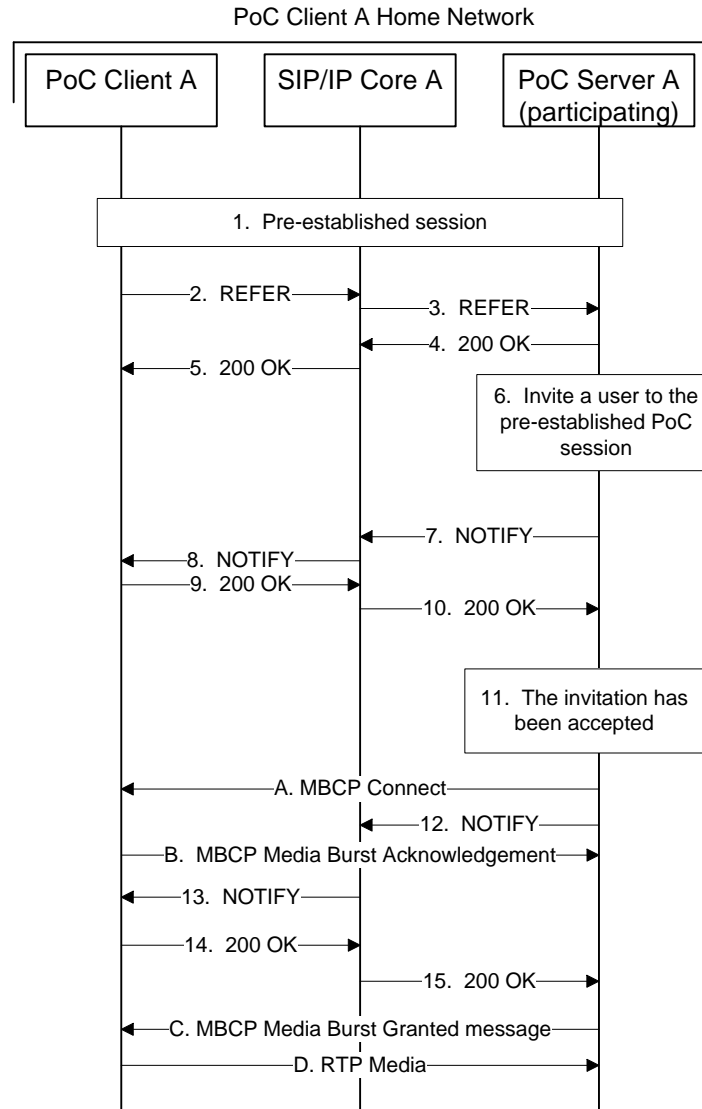 PoC Client A Home Network
PoC Client A
SIP/IP Core A
PoC Server A
(participating)
1. Pre-established session
2. REFER
3. REFER
4. 200 OK
5. 200 OK
6. Invite a user to the
pre-established PoC
session
7. NOTIFY
8. NOTIFY
9. 200 OK
10. 200 OK
11. The invitation has
been accepted
A. MBCP Connect
12. NOTIFY
B. MBCP Media Burst Acknowledgement
13. NOTIFY
14. 200 OK
15. 200 OK
C. MBCP Media Burst Granted message
D. RTP Media